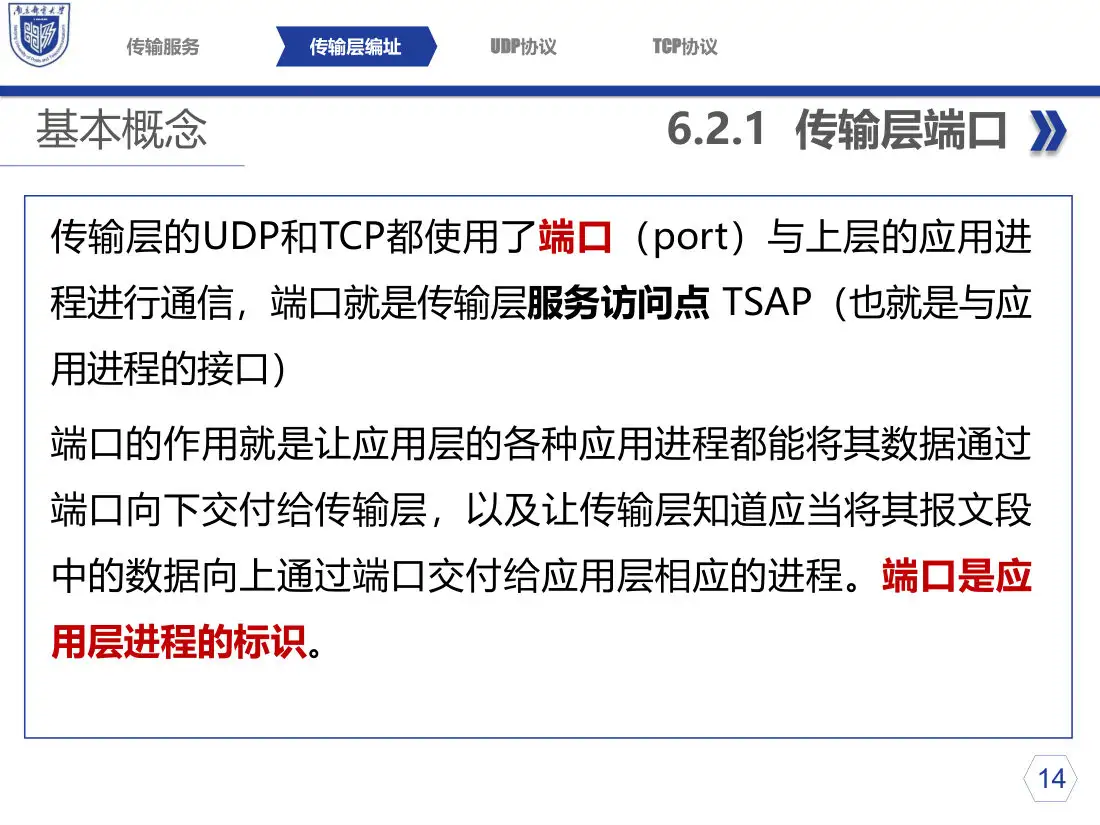 南京邮电大学
传输服务
传输层编址
UDP协议
TCP协议
基本概念
6.2.1 传输层端口
传输层的UDP和TCP都使用了端口（port）与上层的应用进
程进行通信，端口就是传输层服务访问点 TSAP（也就是与应
用进程的接口）
端口的作用就是让应用层的各种应用进程都能将其数据通过
端口向下交付给传输层，以及让传输层知道应当将其报文段
中的数据向上通过端口交付给应用层相应的进程。端口是应
用层进程的标识。
14